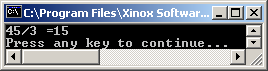 C:\Program Files\Xinox Softwar...
45/3 =15
Press any key to continue...